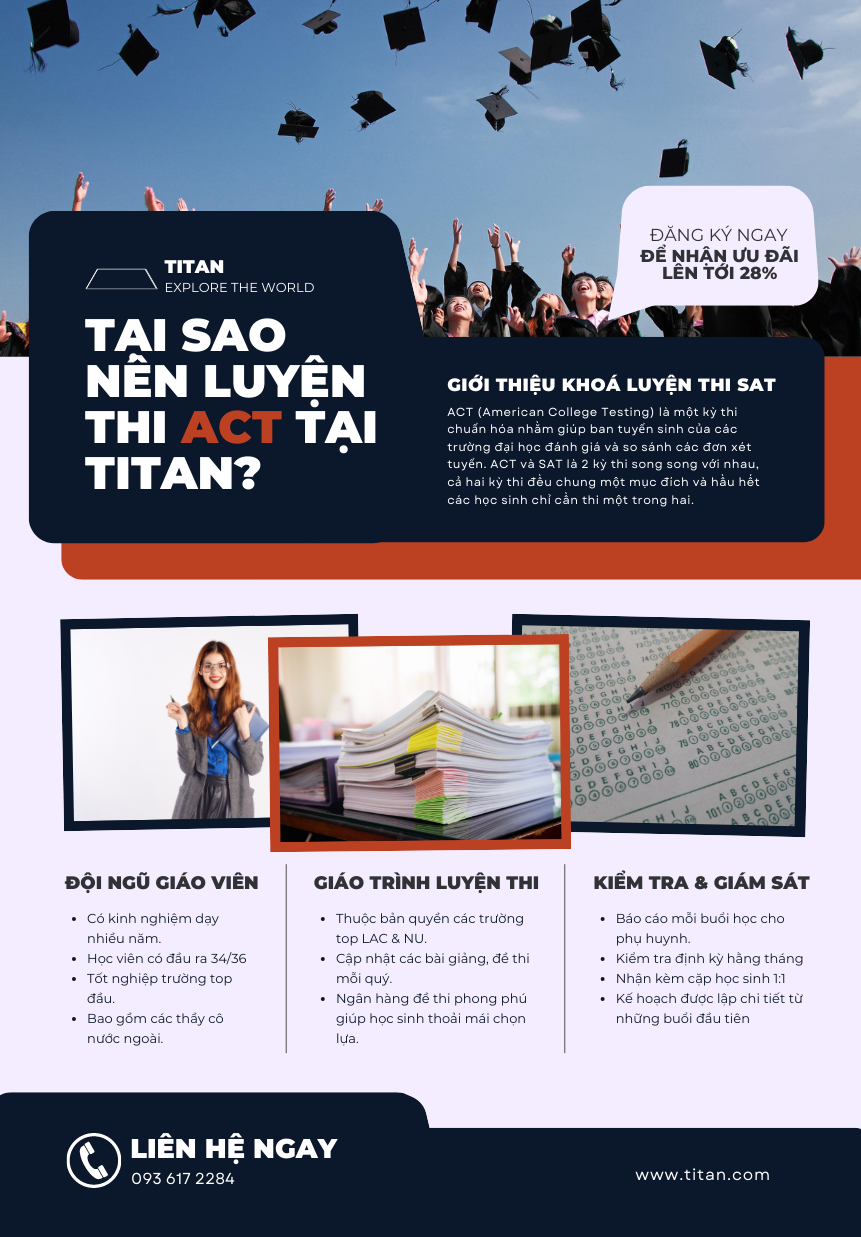 ĐĂNG KÝ NGAY
ĐỂ NHẬN ƯU ĐÃI
LÊN TỚI 28%
TITAN
EXPLORE THE WORLD
TẠI SAO
NÊN LUYỆN
THI ACT TẠI
TITAN?
GIỚI THIỆU KHOÁ LUYỆN THI SAT
ACT (American College Testing) là một kỳ thi
chuẩn hóa nhằm giúp ban tuyển sinh của các
trường đại học đánh giá và so sánh các đơn xét
tuyển. ACT và SAT là 2 kỳ thi song song với nhau,
cả hai kỳ thi đều chung một mục đích và hầu hết
các học sinh chỉ cần thi một trong hai.
ĐỘI NGŨ GIÁO VIÊN
• Có kinh nghiệm dạy
nhiều năm.
• Học viên có đầu ra 34/36
• Tốt nghiệp trường top
đầu.
• Bao gồm các thầy cô
nước ngoài.
GIÁO TRÌNH LUYỆN THI
• Thuộc bản quyền các trường
top LAC & NU.
• Cập nhật các bài giảng, đề thi
mỗi quý.
• Ngân hàng đề thi phong phú
giúp học sinh thoải mái chọn
lựa.
KIỂM TRA & GIÁM SÁT
• Báo cáo mỗi buổi học cho
phụ huynh.
• Kiểm tra định kỳ hằng tháng
• Nhận kèm cặp học sinh 1:1
• Kế hoạch được lập chi tiết từ
những buổi đầu tiên
LIÊN HỆ NGAY
093 617 2284
www.titan.com